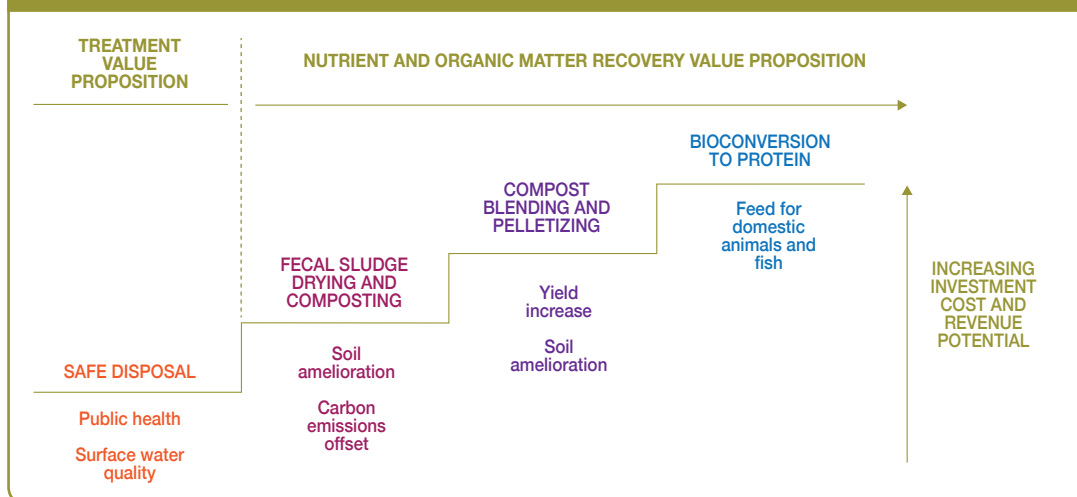 TREATMENT
VALUE
PROPOSITION
NUTRIENT AND ORGANIC MATTER RECOVERY VALUE PROPOSITION
BIOCONVERSION
TO PROTEIN
Feed for
domestic
animals and
fish
COMPOST
BLENDING AND
PELLETIZING
Yield
increase
Soil
amelioration
FECAL SLUDGE
DRYING AND
COMPOSTING
Soil
amelioration
Carbon
emissions
offset
SAFE DISPOSAL
Public health
Surface water
quality
INCREASING
INVESTMENT
COST AND
REVENUE
POTENTIAL